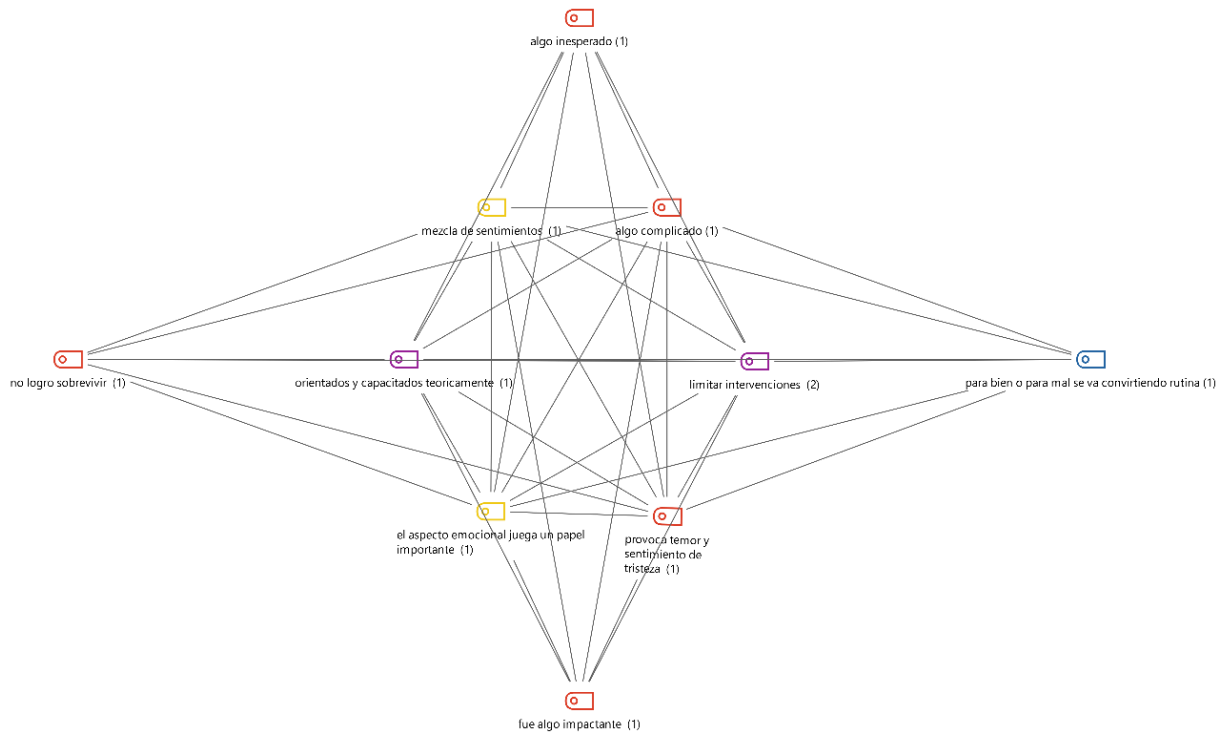 algo inesperado (1)
mezcla de sentimientos (1)
algo complicado (1)
no logro sobrevivir (1)
orientados y capacitados teoricamente (1)
limitar intervenciones (2)
para bien o para mal se va convirtiendo rutina (1)
el aspecto emocional juega un papel
importante (1)
provoca temor y
sentimiento de
tristeza (1)
fue algo impactante (1)